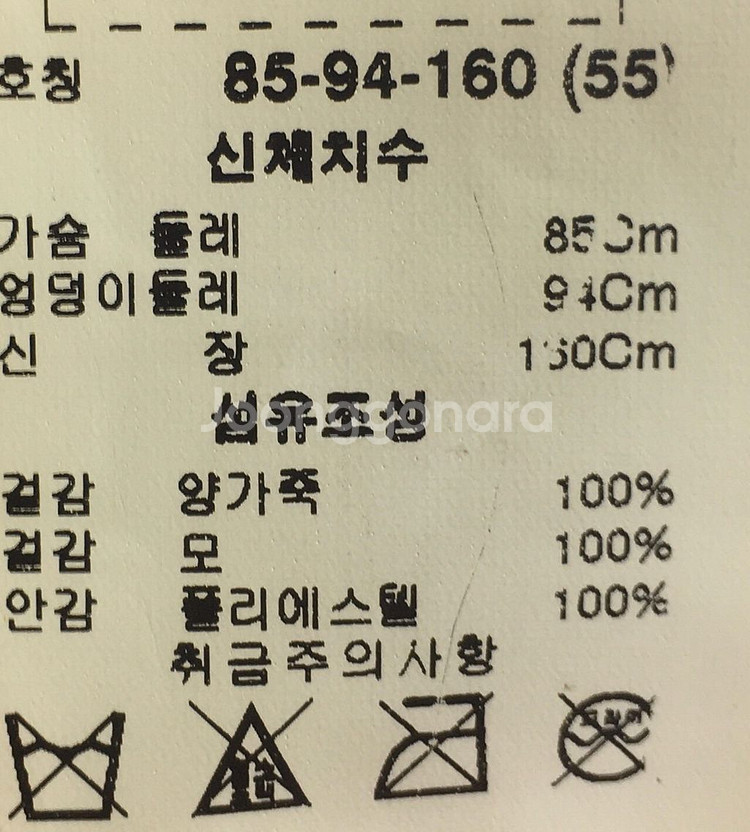 호칭 85-94-160 (55)
신체치수
가슴 둘레 85Cm
엉덩이둘레 94Cm
신 장 160Cm
Joonggonara
섬유조성
겉감 양가죽 100%
겉감 모 100%
안감 폴리에스텔 100%
취급주의사항